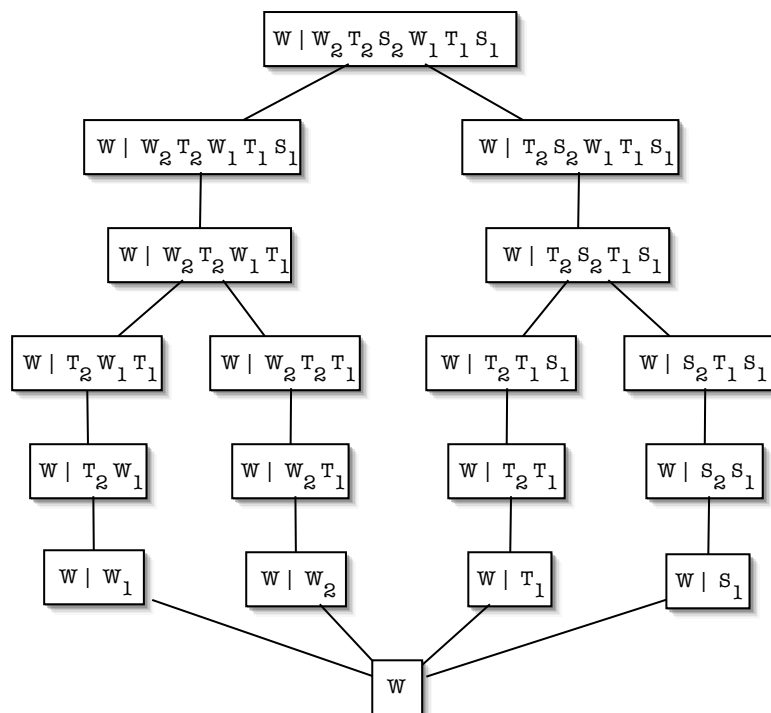 W | W₂ T₂ S₂ W₁ T₁ S₁
W | W₂ T₂ W₁ T₁ S₁
W | T₂ S₂ W₁ T₁ S₁
W | W₂ T₂ W₁ T₁
W | T₂ S₂ T₁ S₁
W | T₂ W₁ T₁
W | W₂ T₂ T₁
W | T₂ T₁ S₁
W | S₂ T₁ S₁
W | T₂ W₁
W | W₂ T₁
W | T₂ T₁
W | S₂ S₁
W | W₁
W | W₂
W | T₁
W | S₁
W